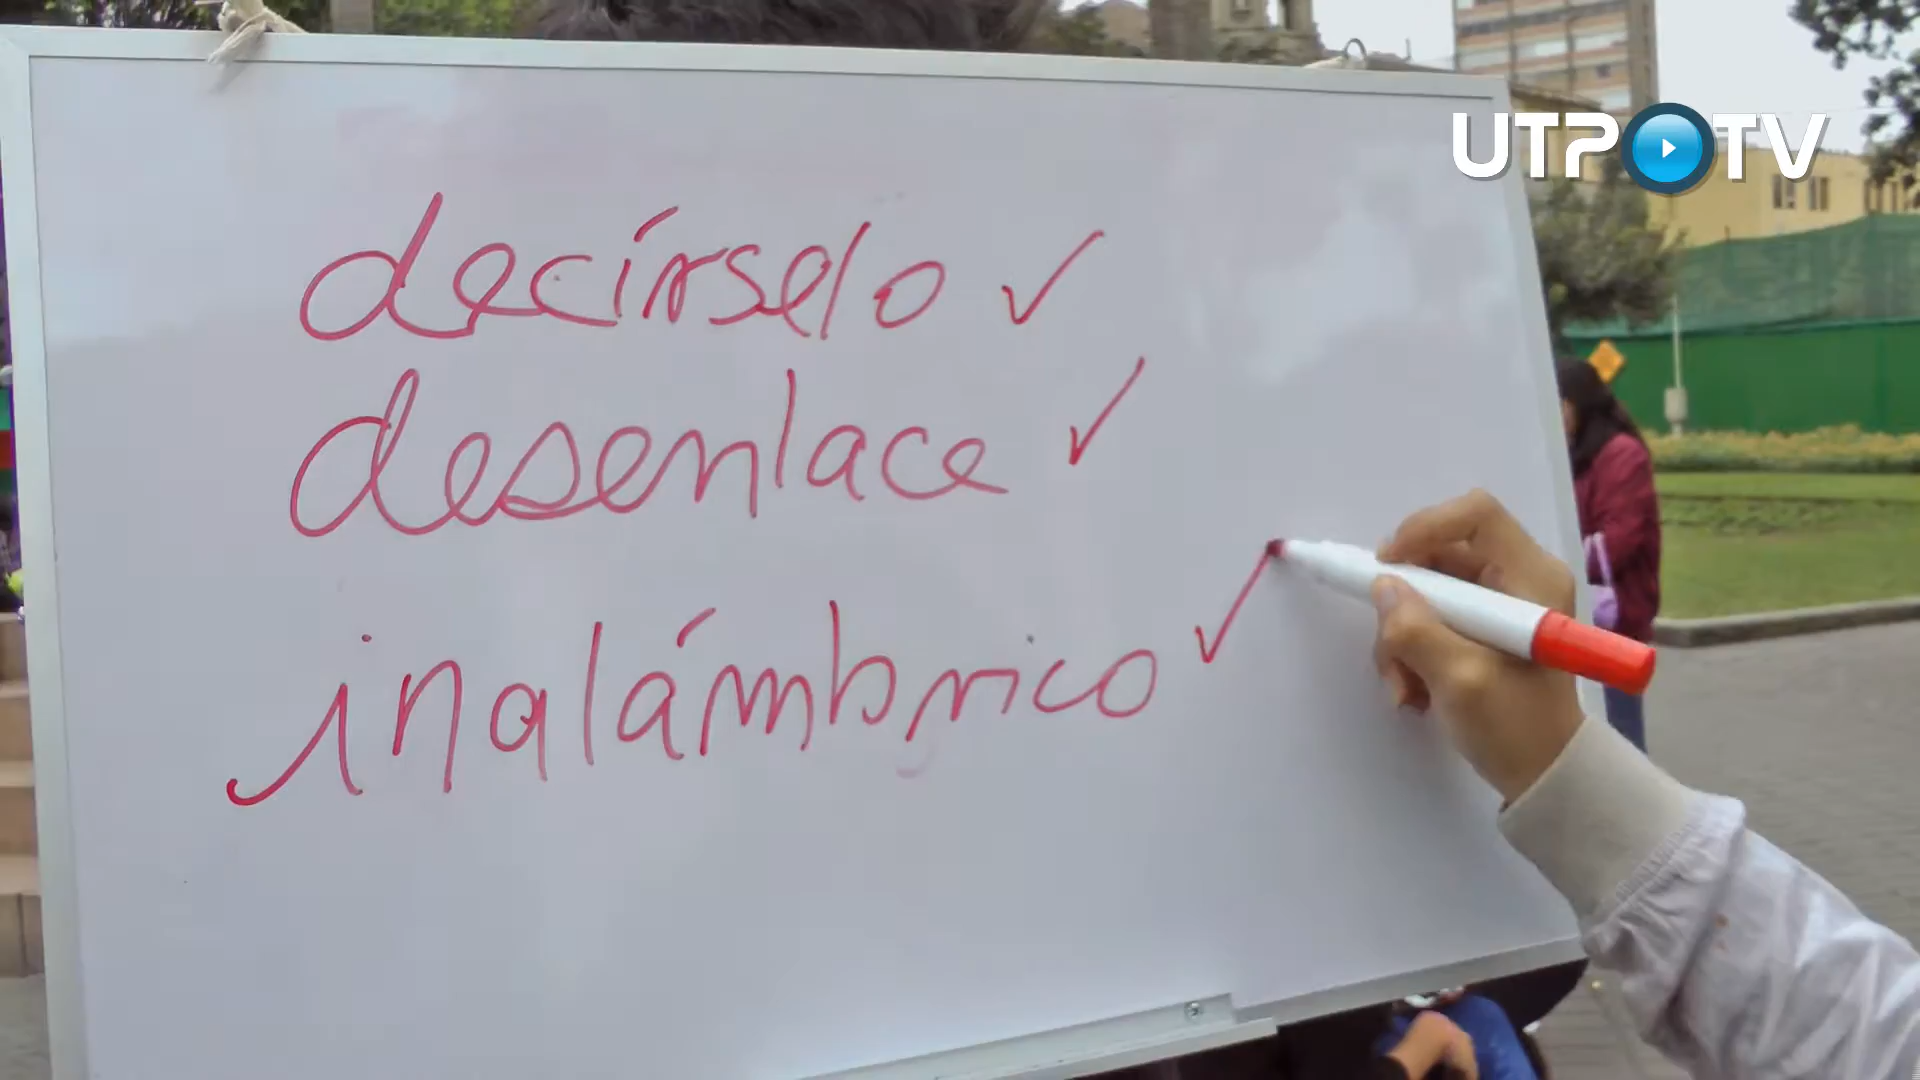 UTP TV
decírselo ✓
desenlace ✓
inalámbrico ✓